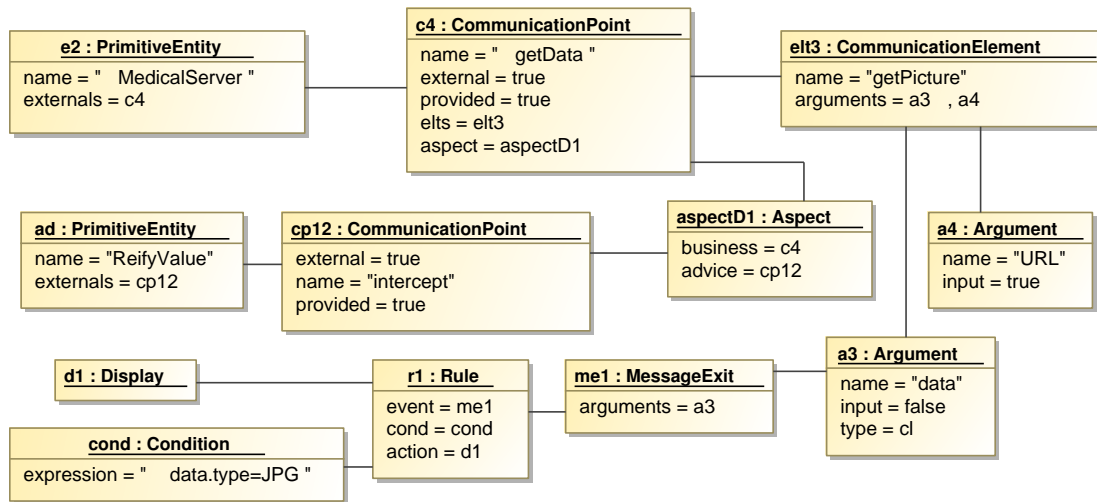 e2 : PrimitiveEntity
name = " MedicalServer "
externals = c4
c4 : CommunicationPoint
name = " getData "
external = true
provided = true
elts = elt3
aspect = aspectD1
elt3 : CommunicationElement
name = "getPicture"
arguments = a3 , a4
ad : PrimitiveEntity
name = "ReifyValue"
externals = cp12
cp12 : CommunicationPoint
external = true
name = "intercept"
provided = true
aspectD1 : Aspect
business = c4
advice = cp12
a4 : Argument
name = "URL"
input = true
d1 : Display
r1 : Rule
event = me1
cond = cond
action = d1
me1 : MessageExit
arguments = a3
a3 : Argument
name = "data"
input = false
type = cl
cond : Condition
expression = " data.type=JPG "